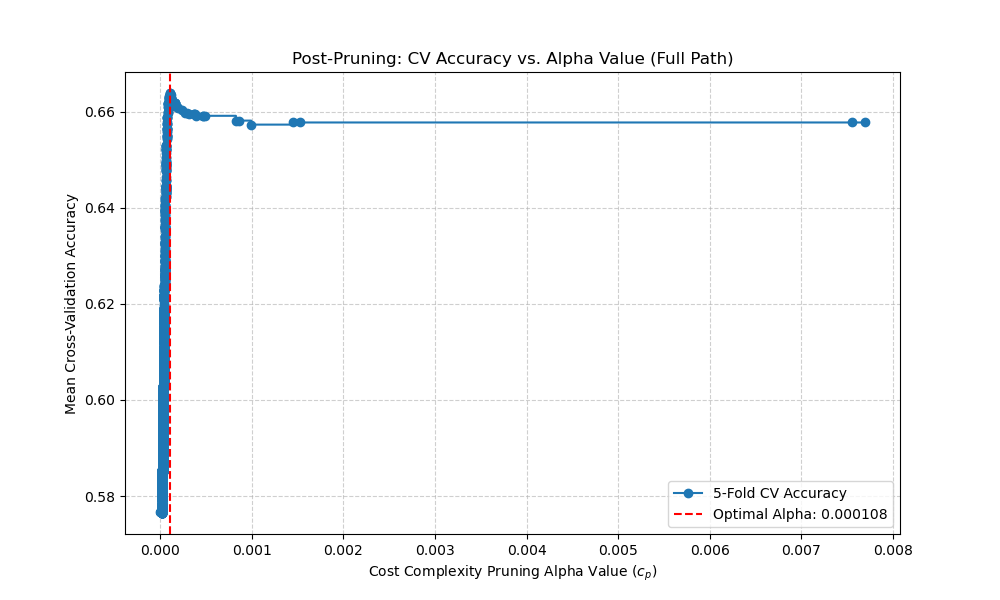 Post-Pruning: CV Accuracy vs. Alpha Value (Full Path)
Mean Cross-Validation Accuracy
0.66
0.64
0.62
0.60
0.58
5-Fold CV Accuracy
Optimal Alpha: 0.000108
0.000 0.001 0.002 0.003 0.004 0.005 0.006 0.007 0.008
Cost Complexity Pruning Alpha Value (cₚ)